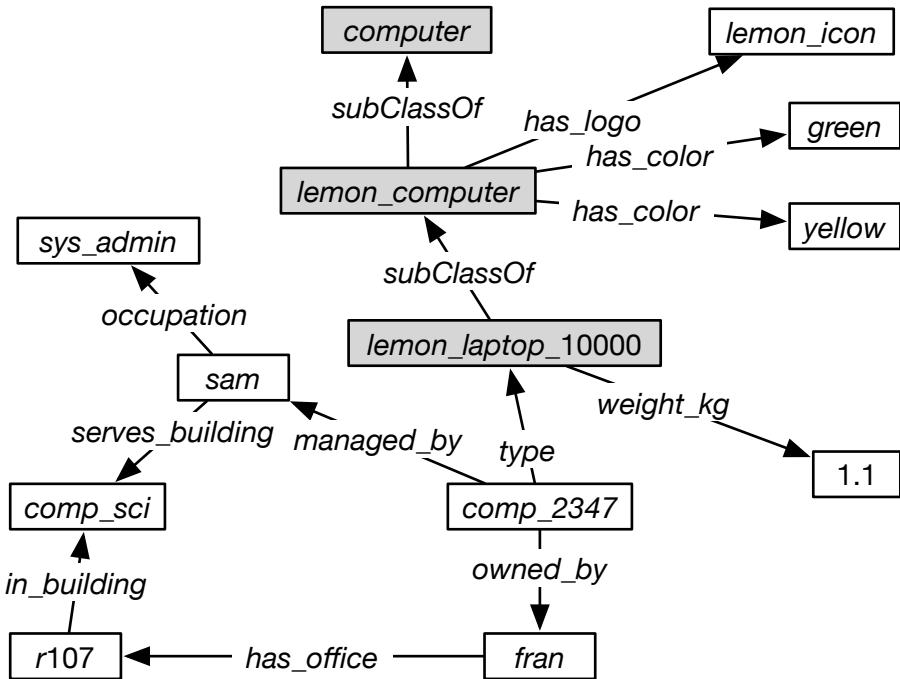 computer
lemon_icon
subClassOf
has_logo
green
has_color
lemon_computer
has_color
yellow
sys_admin
subClassOf
occupation
lemon_laptop_10000
sam
weight_kg
serves_building
managed_by
type
1.1
comp_sci
comp_2347
in_building
owned_by
r107
has_office
fran